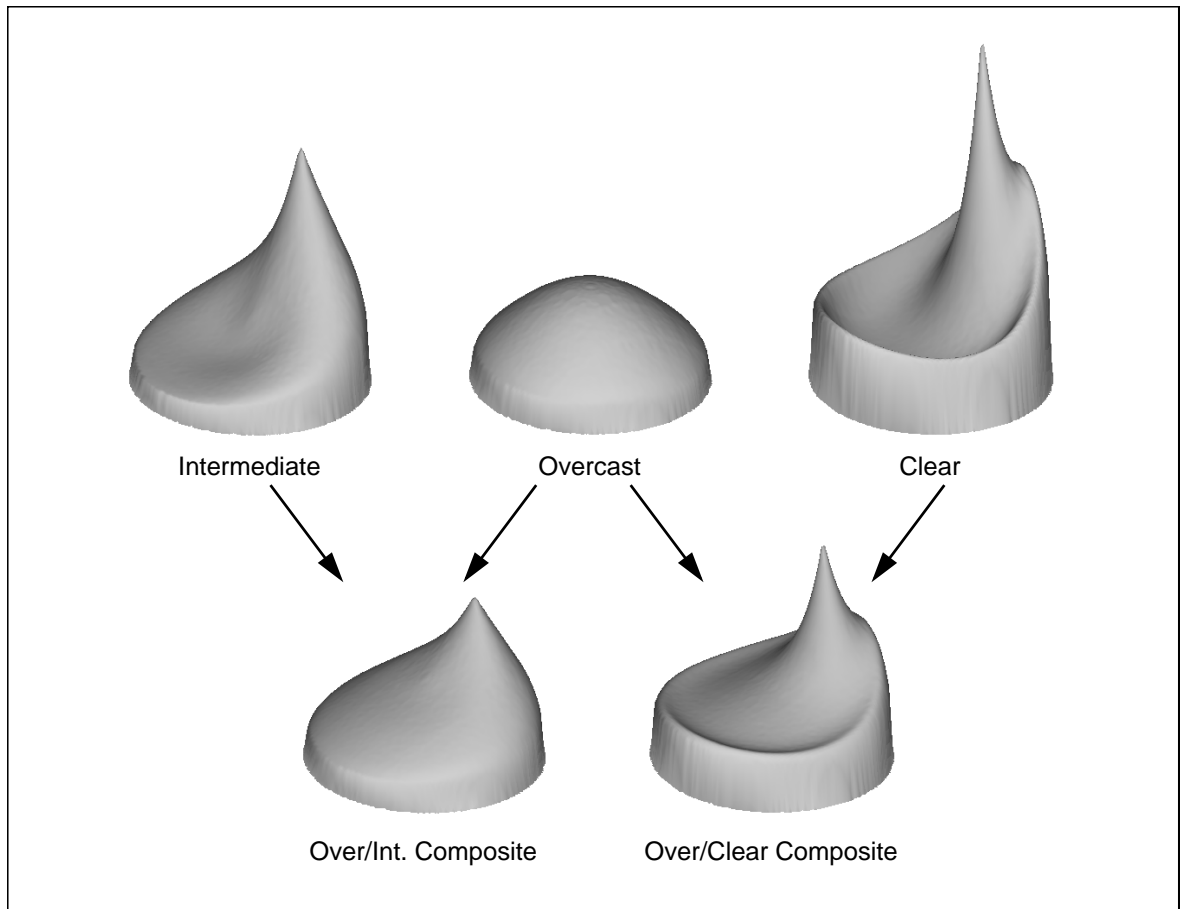 Intermediate
Overcast
Clear
Over/Int. Composite
Over/Clear Composite